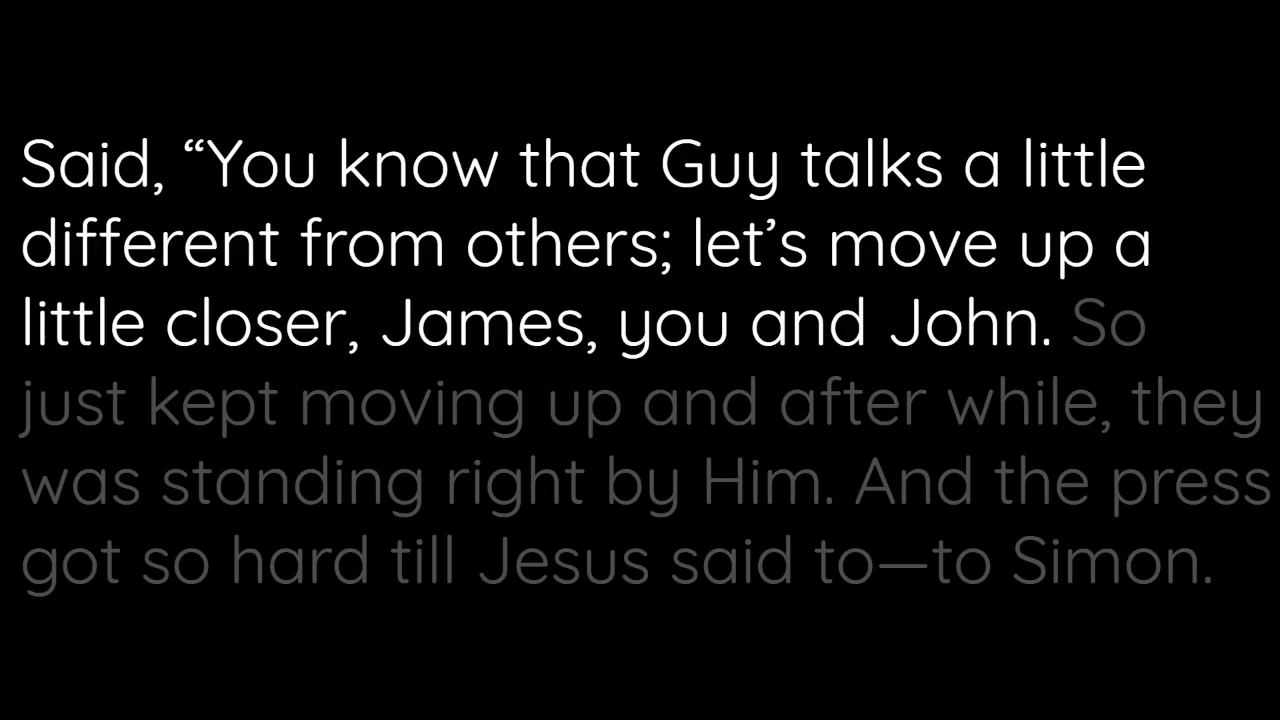 Said, “You know that Guy talks a little
different from others; let’s move up a
little closer, James, you and John. So
just kept moving up and after while, they
was standing right by Him. And the press
got so hard till Jesus said to—to Simon.